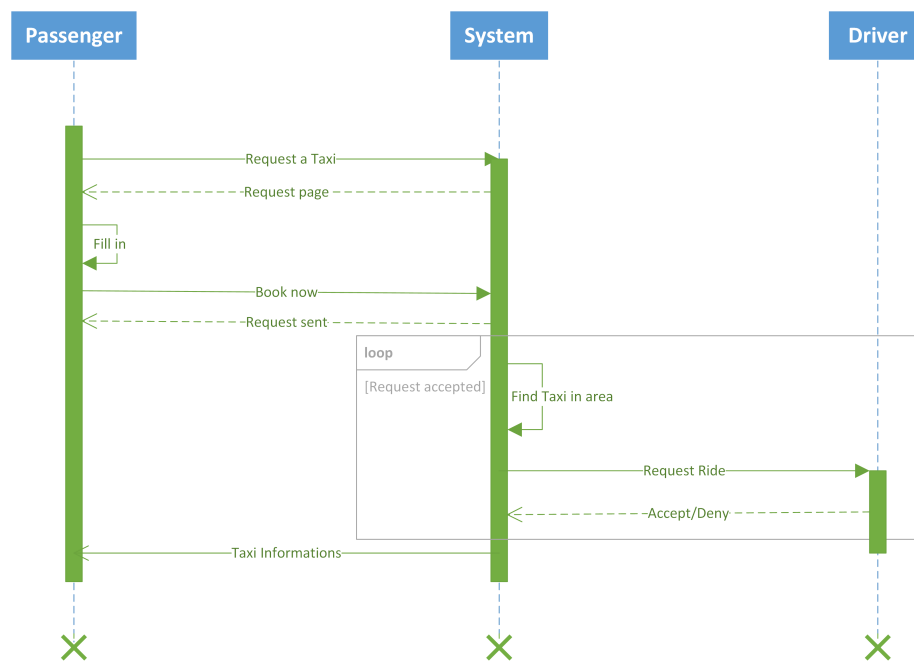 Passenger
System
Driver
Request a Taxi
Request page
Fill in
Book now
Request sent
loop
[Request accepted]
Find Taxi in area
Request Ride
Accept/Deny
Taxi Informations